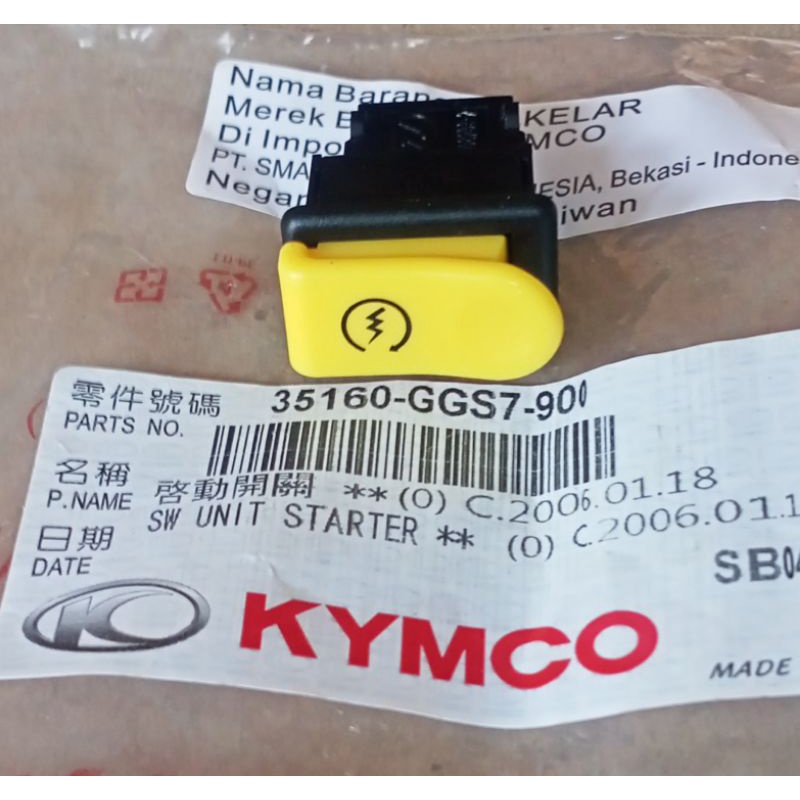 Nama Baran
Merek
KELAR
Di Impo
MCO
PT. SMA
ESIA, Bekasi - Indone
Negar
iwan
零件號碼 35160-GGS7-900
PARTS NO.
名稱 啓動開關 **(0) C.2006.01.18
P.NAME SW UNIT STARTER ** (0) C.2006.01.1
日期
DATE
SB04
KYMCO
MADE